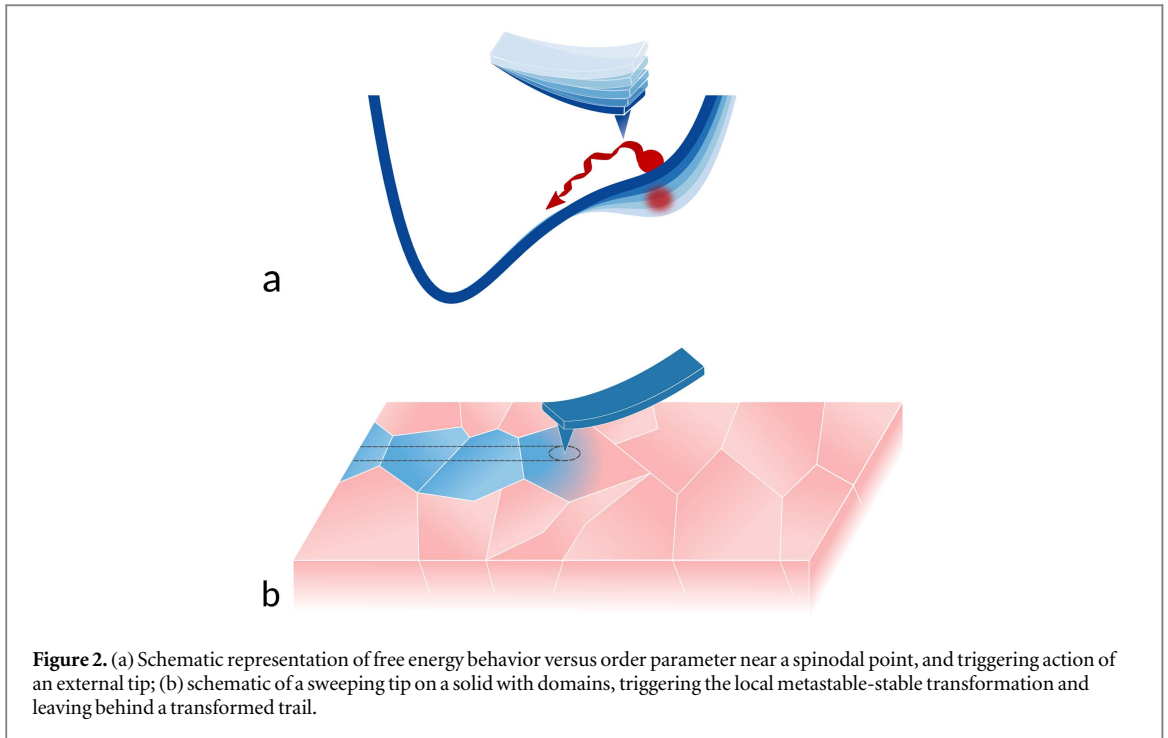 a
b
Figure 2. (a) Schematic representation of free energy behavior versus order parameter near a spinodal point, and triggering action of
an external tip; (b) schematic of a sweeping tip on a solid with domains, triggering the local metastable-stable transformation and
leaving behind a transformed trail.